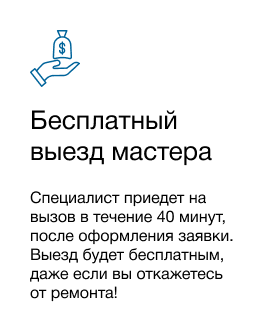 $
Бесплатный
выезд мастера
Специалист приедет на
вызов в течение 40 минут,
после оформления заявки.
Выезд будет бесплатным,
даже если вы откажетесь
от ремонта!